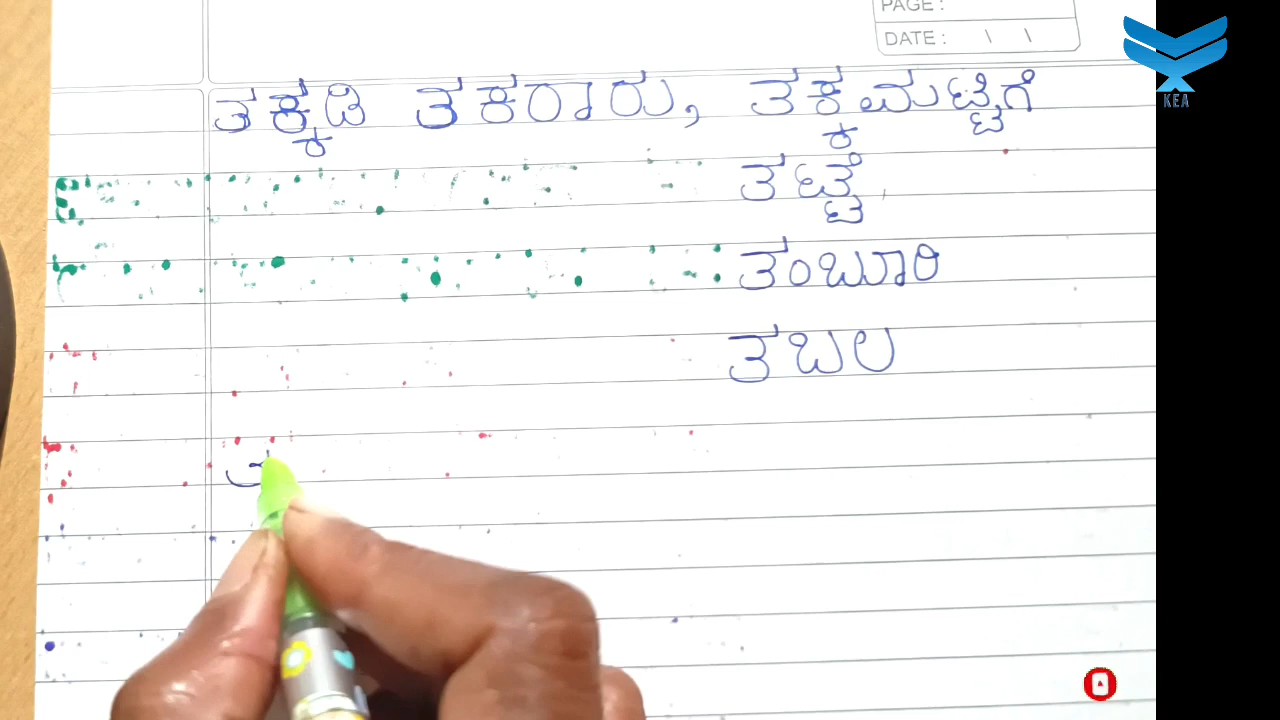 PAGE :
DATE : \ \
KEA
ತಕ್ಕಡಿ ತಕರಾರು, ತಕ್ಕಮಟ್ಟಿಗೆ
ತಟ್ಟೆ,
ತಂಬೂರಿ
ತಬಲ